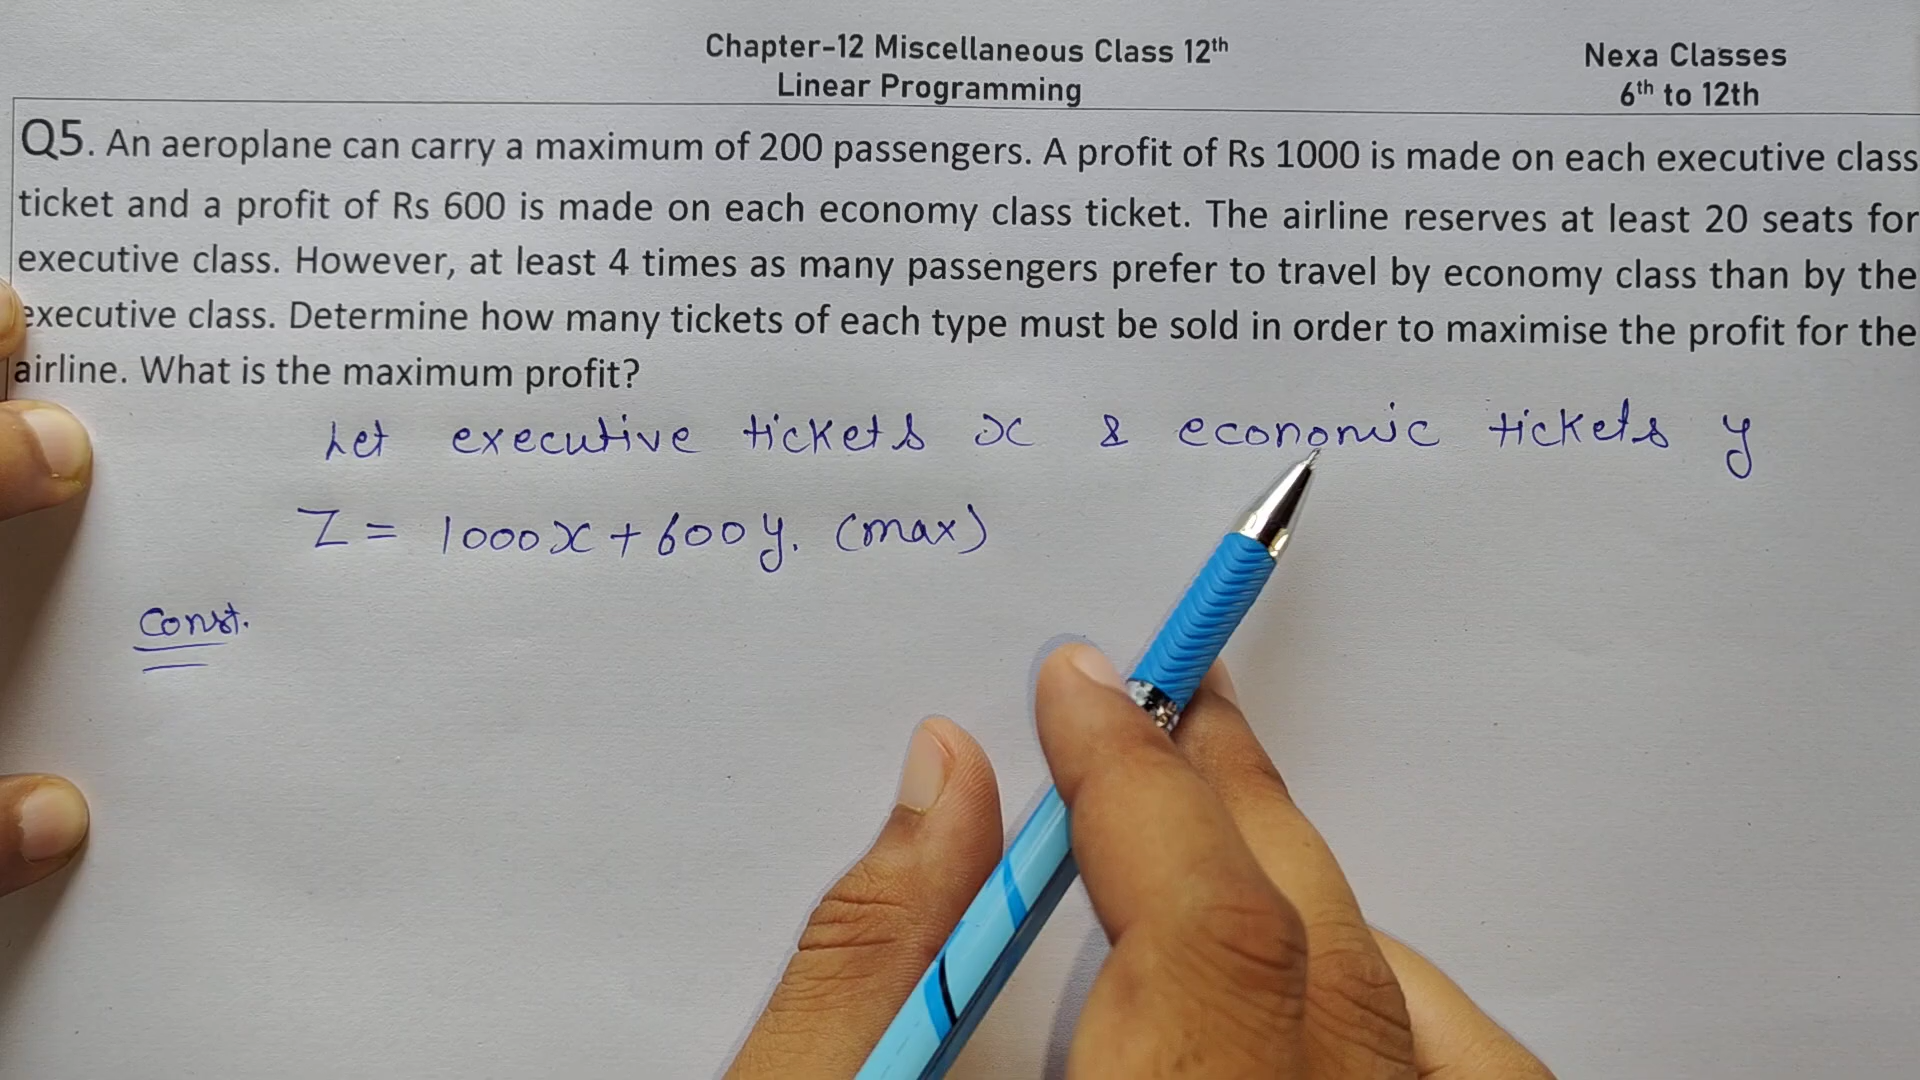 Chapter-12 Miscellaneous Class 12th
Linear Programming
Nexa Classes
6th to 12th
Q5. An aeroplane can carry a maximum of 200 passengers. A profit of Rs 1000 is made on each executive class
ticket and a profit of Rs 600 is made on each economy class ticket. The airline reserves at least 20 seats for
executive class. However, at least 4 times as many passengers prefer to travel by economy class than by the
executive class. Determine how many tickets of each type must be sold in order to maximise the profit for the
airline. What is the maximum profit?
Let executive tickets x & economic tickets y
Z = 1000x + 600y. (max)
Const.